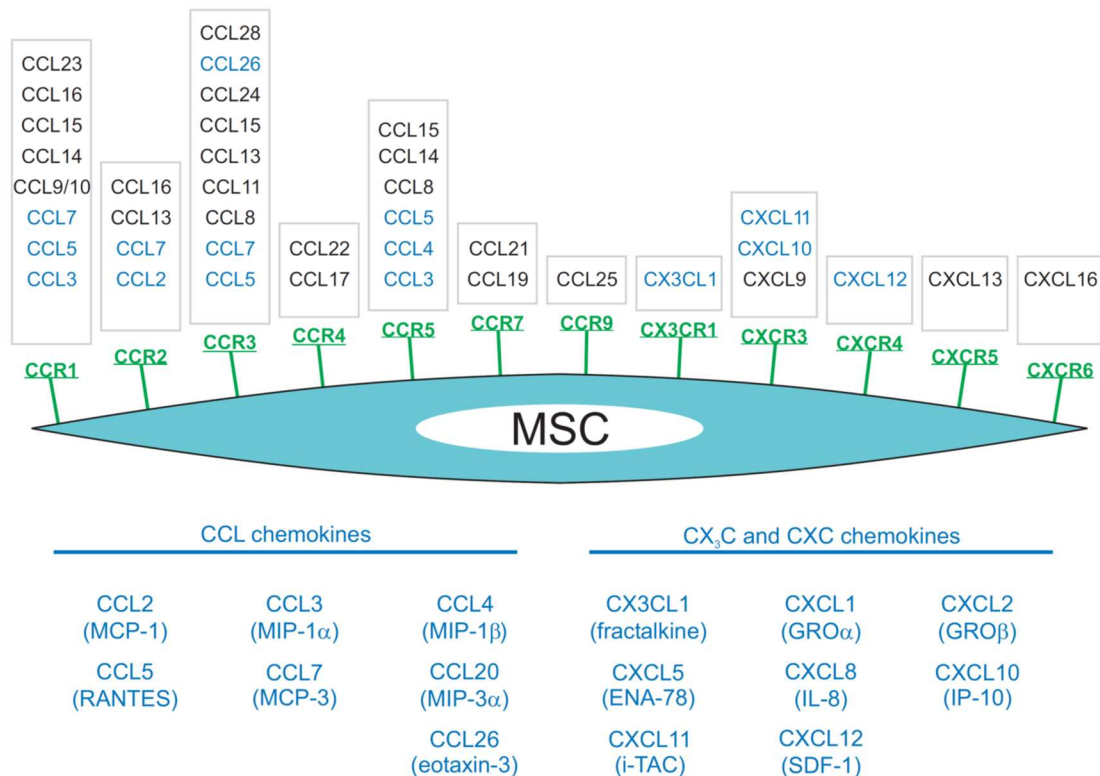 CCL23
CCL16
CCL15
CCL14
CCL9/10
CCL7
CCL5
CCL3
CCR1
CCL16
CCL13
CCL7
CCL2
CCR2
CCL28
CCL26
CCL24
CCL15
CCL13
CCL11
CCL8
CCL7
CCL5
CCR3
CCL22
CCL17
CCR4
CCL15
CCL14
CCL8
CCL5
CCL4
CCL3
CCR5
CCL21
CCL19
CCR7
CCL25
CCR9
CX3CL1
CX3CR1
CXCL11
CXCL10
CXCL9
CXCR3
CXCL12
CXCR4
CXCL13
CXCR5
CXCL16
CXCR6
MSC
CCL chemokines
CCL2
(MCP-1)
CCL3
(MIP-1α)
CCL4
(MIP-1β)
CCL5
(RANTES)
CCL7
(MCP-3)
CCL20
(MIP-3α)
CCL26
(eotaxin-3)
CX₃C and CXC chemokines
CX3CL1
(fractalkine)
CXCL1
(GROα)
CXCL2
(GROβ)
CXCL5
(ENA-78)
CXCL8
(IL-8)
CXCL10
(IP-10)
CXCL11
(i-TAC)
CXCL12
(SDF-1)